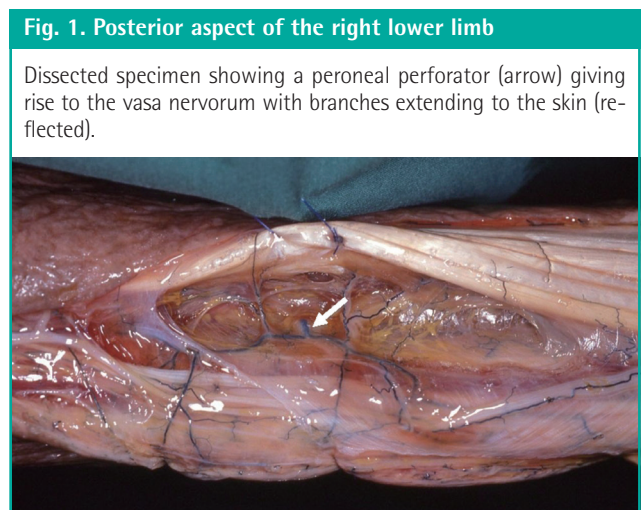 Fig. 1. Posterior aspect of the right lower limb
Dissected specimen showing a peroneal perforator (arrow) giving
rise to the vasa nervorum with branches extending to the skin (re-
flected).